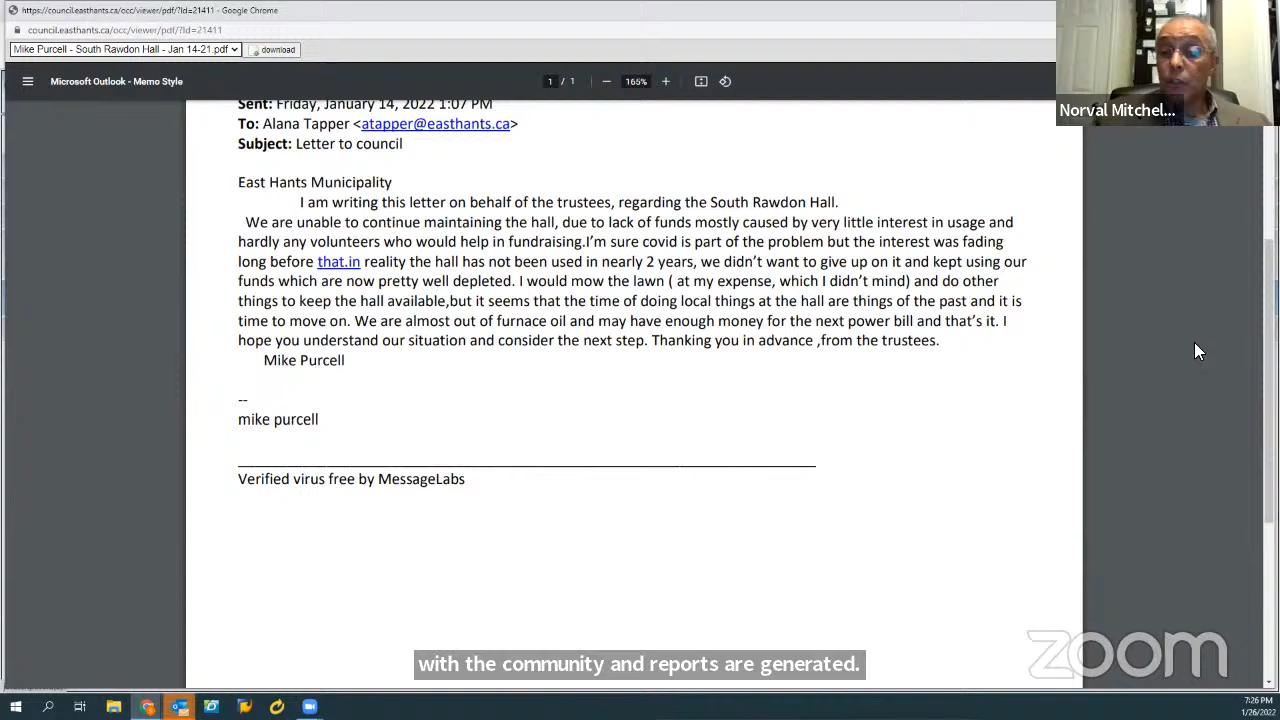 https://council.easthants.ca/occ/viewer/pdf/?Id=21411 - Google Chrome
council.easthants.ca/occ/viewer/pdf/?Id=21411
Mike Purcell - South Rawdon Hall - Jan 14-21.pdf download
Microsoft Outlook - Memo Style 1 / 1 165%
Norval Mitchel...
Sent: Friday, January 14, 2022 1:07 PM
To: Alana Tapper <atapper@easthants.ca>
Subject: Letter to council
East Hants Municipality
I am writing this letter on behalf of the trustees, regarding the South Rawdon Hall.
We are unable to continue maintaining the hall, due to lack of funds mostly caused by very little interest in usage and
hardly any volunteers who would help in fundraising.I'm sure covid is part of the problem but the interest was fading
long before that.in reality the hall has not been used in nearly 2 years, we didn't want to give up on it and kept using our
funds which are now pretty well depleted. I would mow the lawn ( at my expense, which I didn't mind) and do other
things to keep the hall available,but it seems that the time of doing local things at the hall are things of the past and it is
time to move on. We are almost out of furnace oil and may have enough money for the next power bill and that's it. I
hope you understand our situation and consider the next step. Thanking you in advance ,from the trustees.
Mike Purcell
--
mike purcell
Verified virus free by MessageLabs
zoom
with the community and reports are generated.
7:26 PM
1/26/2022